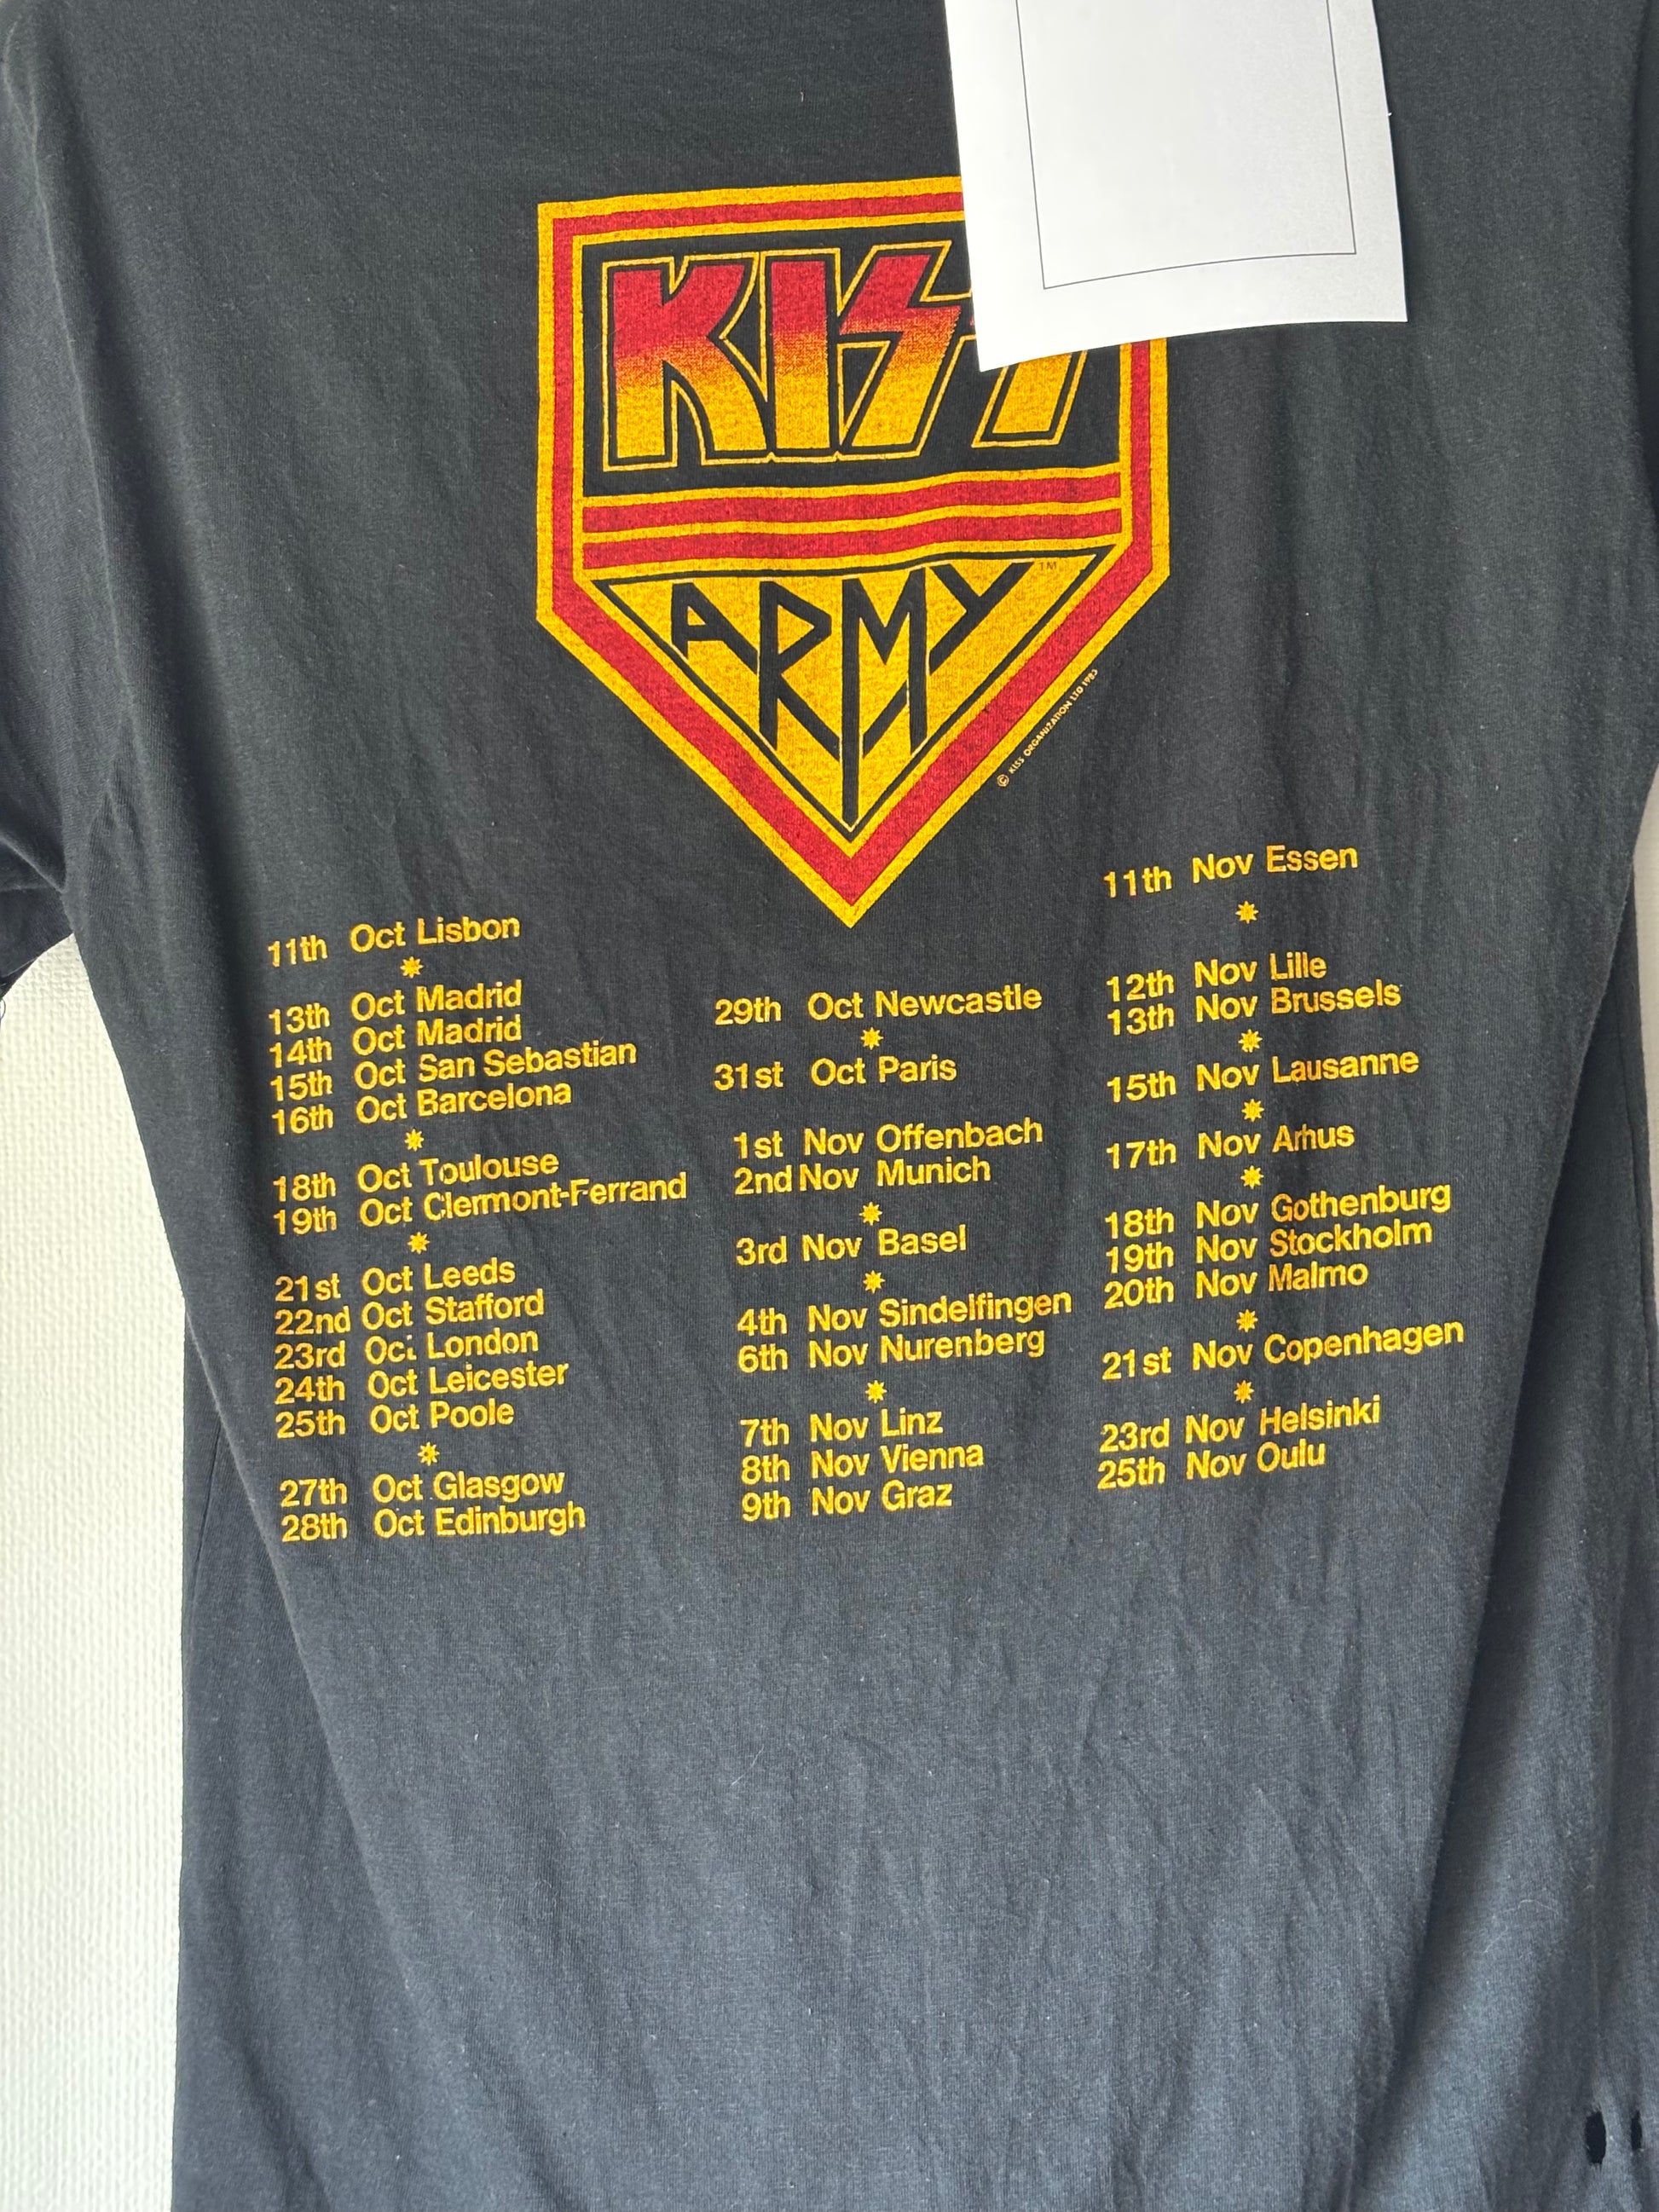 KISS
ARMY
TM
© KISS ORGANIZATION LTD 1983
11th Oct Lisbon
13th Oct Madrid
14th Oct Madrid
15th Oct San Sebastian
16th Oct Barcelona
18th Oct Toulouse
19th Oct Clermont-Ferrand
21st Oct Leeds
22nd Oct Stafford
23rd Oct London
24th Oct Leicester
25th Oct Poole
27th Oct Glasgow
28th Oct Edinburgh
29th Oct Newcastle
31st Oct Paris
1st Nov Offenbach
2nd Nov Munich
3rd Nov Basel
4th Nov Sindelfingen
6th Nov Nurenberg
7th Nov Linz
8th Nov Vienna
9th Nov Graz
11th Nov Essen
12th Nov Lille
13th Nov Brussels
15th Nov Lausanne
17th Nov Arhus
18th Nov Gothenburg
19th Nov Stockholm
20th Nov Malmo
21st Nov Copenhagen
23rd Nov Helsinki
25th Nov Oulu